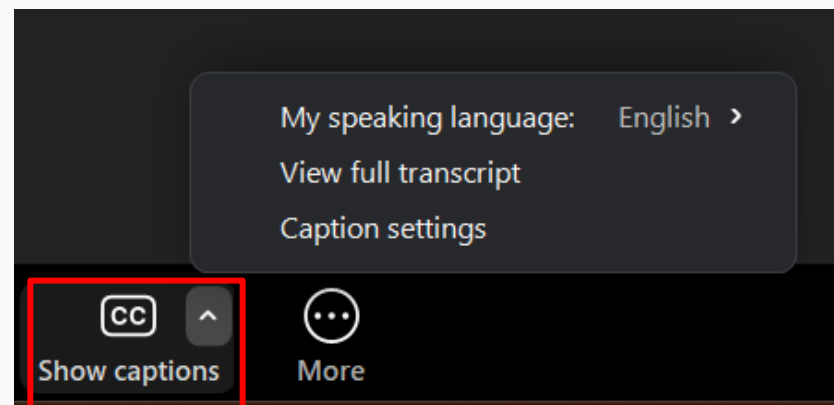 My speaking language: English >
View full transcript
Caption settings
CC
Show captions
More